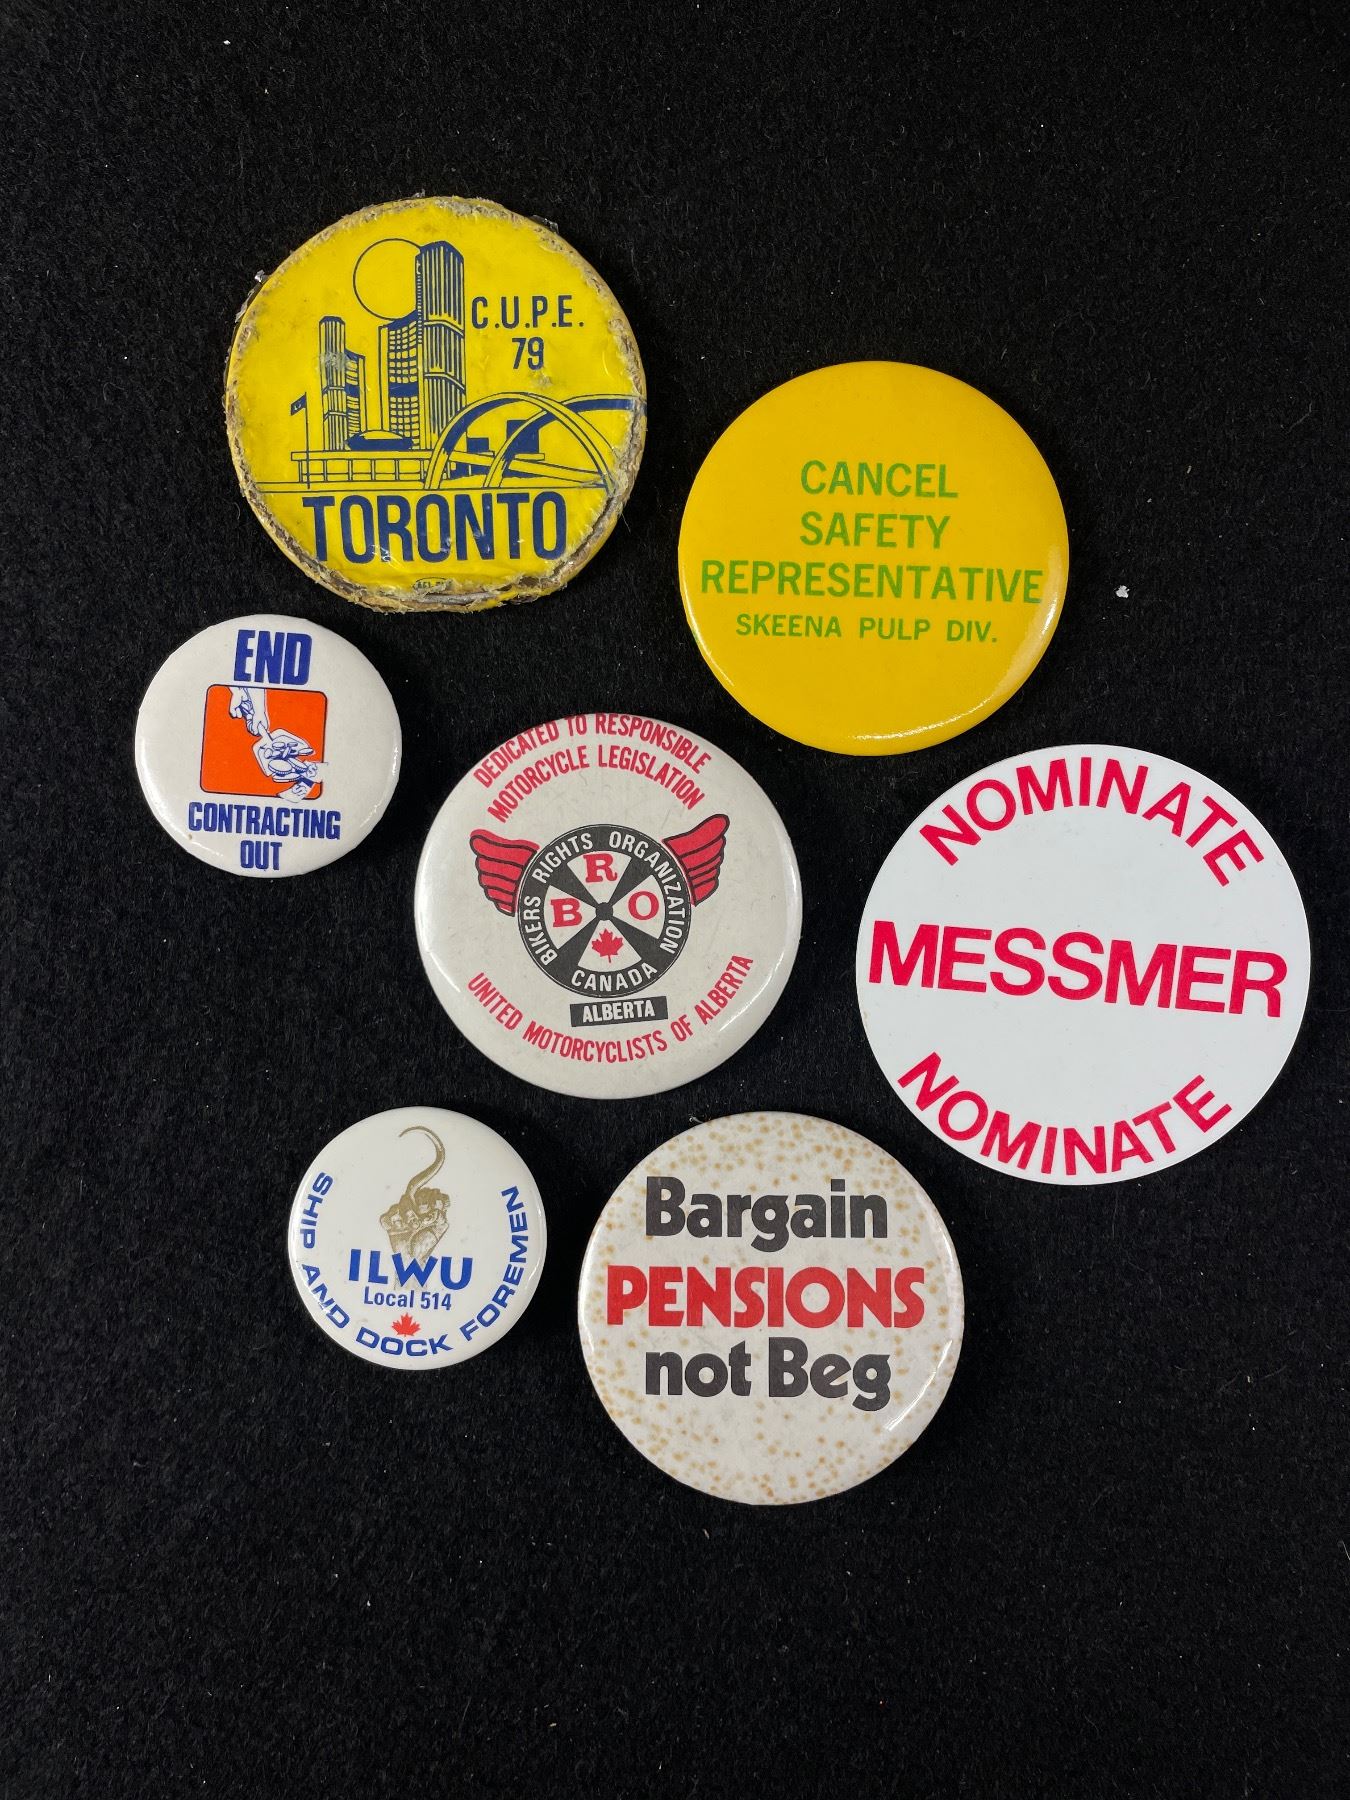 C.U.P.E.
79
TORONTO
CANCEL
SAFETY
REPRESENTATIVE
SKEENA PULP DIV.
END
CONTRACTING
OUT
DEDICATED TO RESPONSIBLE
MOTORCYCLE LEGISLATION
BIKERS RIGHTS ORGANIZATION
B R O
CANADA
ALBERTA
UNITED MOTORCYCLISTS OF ALBERTA
NOMINATE
MESSMER
NOMINATE
ILWU
Local 514
SHIP AND DOCK FOREMEN
Bargain
PENSIONS
not Beg